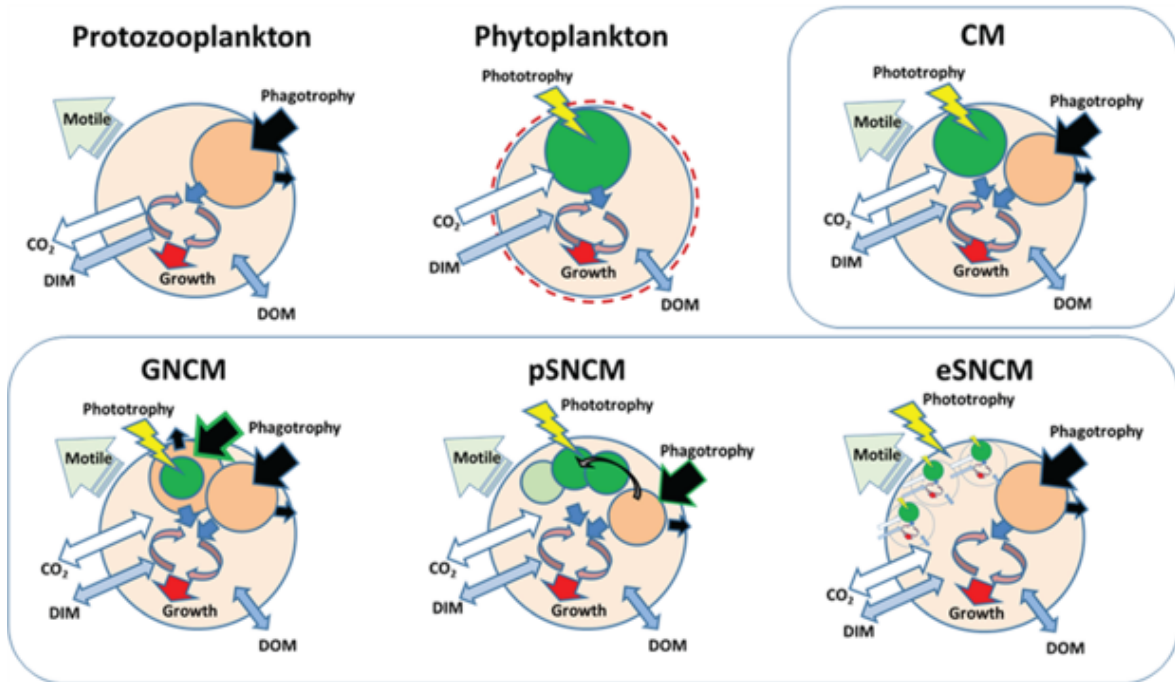 Protozooplankton
Phagotrophy
Motile
CO2
DIM
Growth
DOM
Phytoplankton
Phototrophy
CO2
DIM
Growth
DOM
CM
Phototrophy
Phagotrophy
Motile
CO2
DIM
Growth
DOM
GNCM
Phototrophy
Phagotrophy
Motile
CO2
DIM
Growth
DOM
pSNCM
Phototrophy
Phagotrophy
Motile
CO2
DIM
Growth
DOM
eSNCM
Phototrophy
Phagotrophy
Motile
CO2
DIM
Growth
DOM